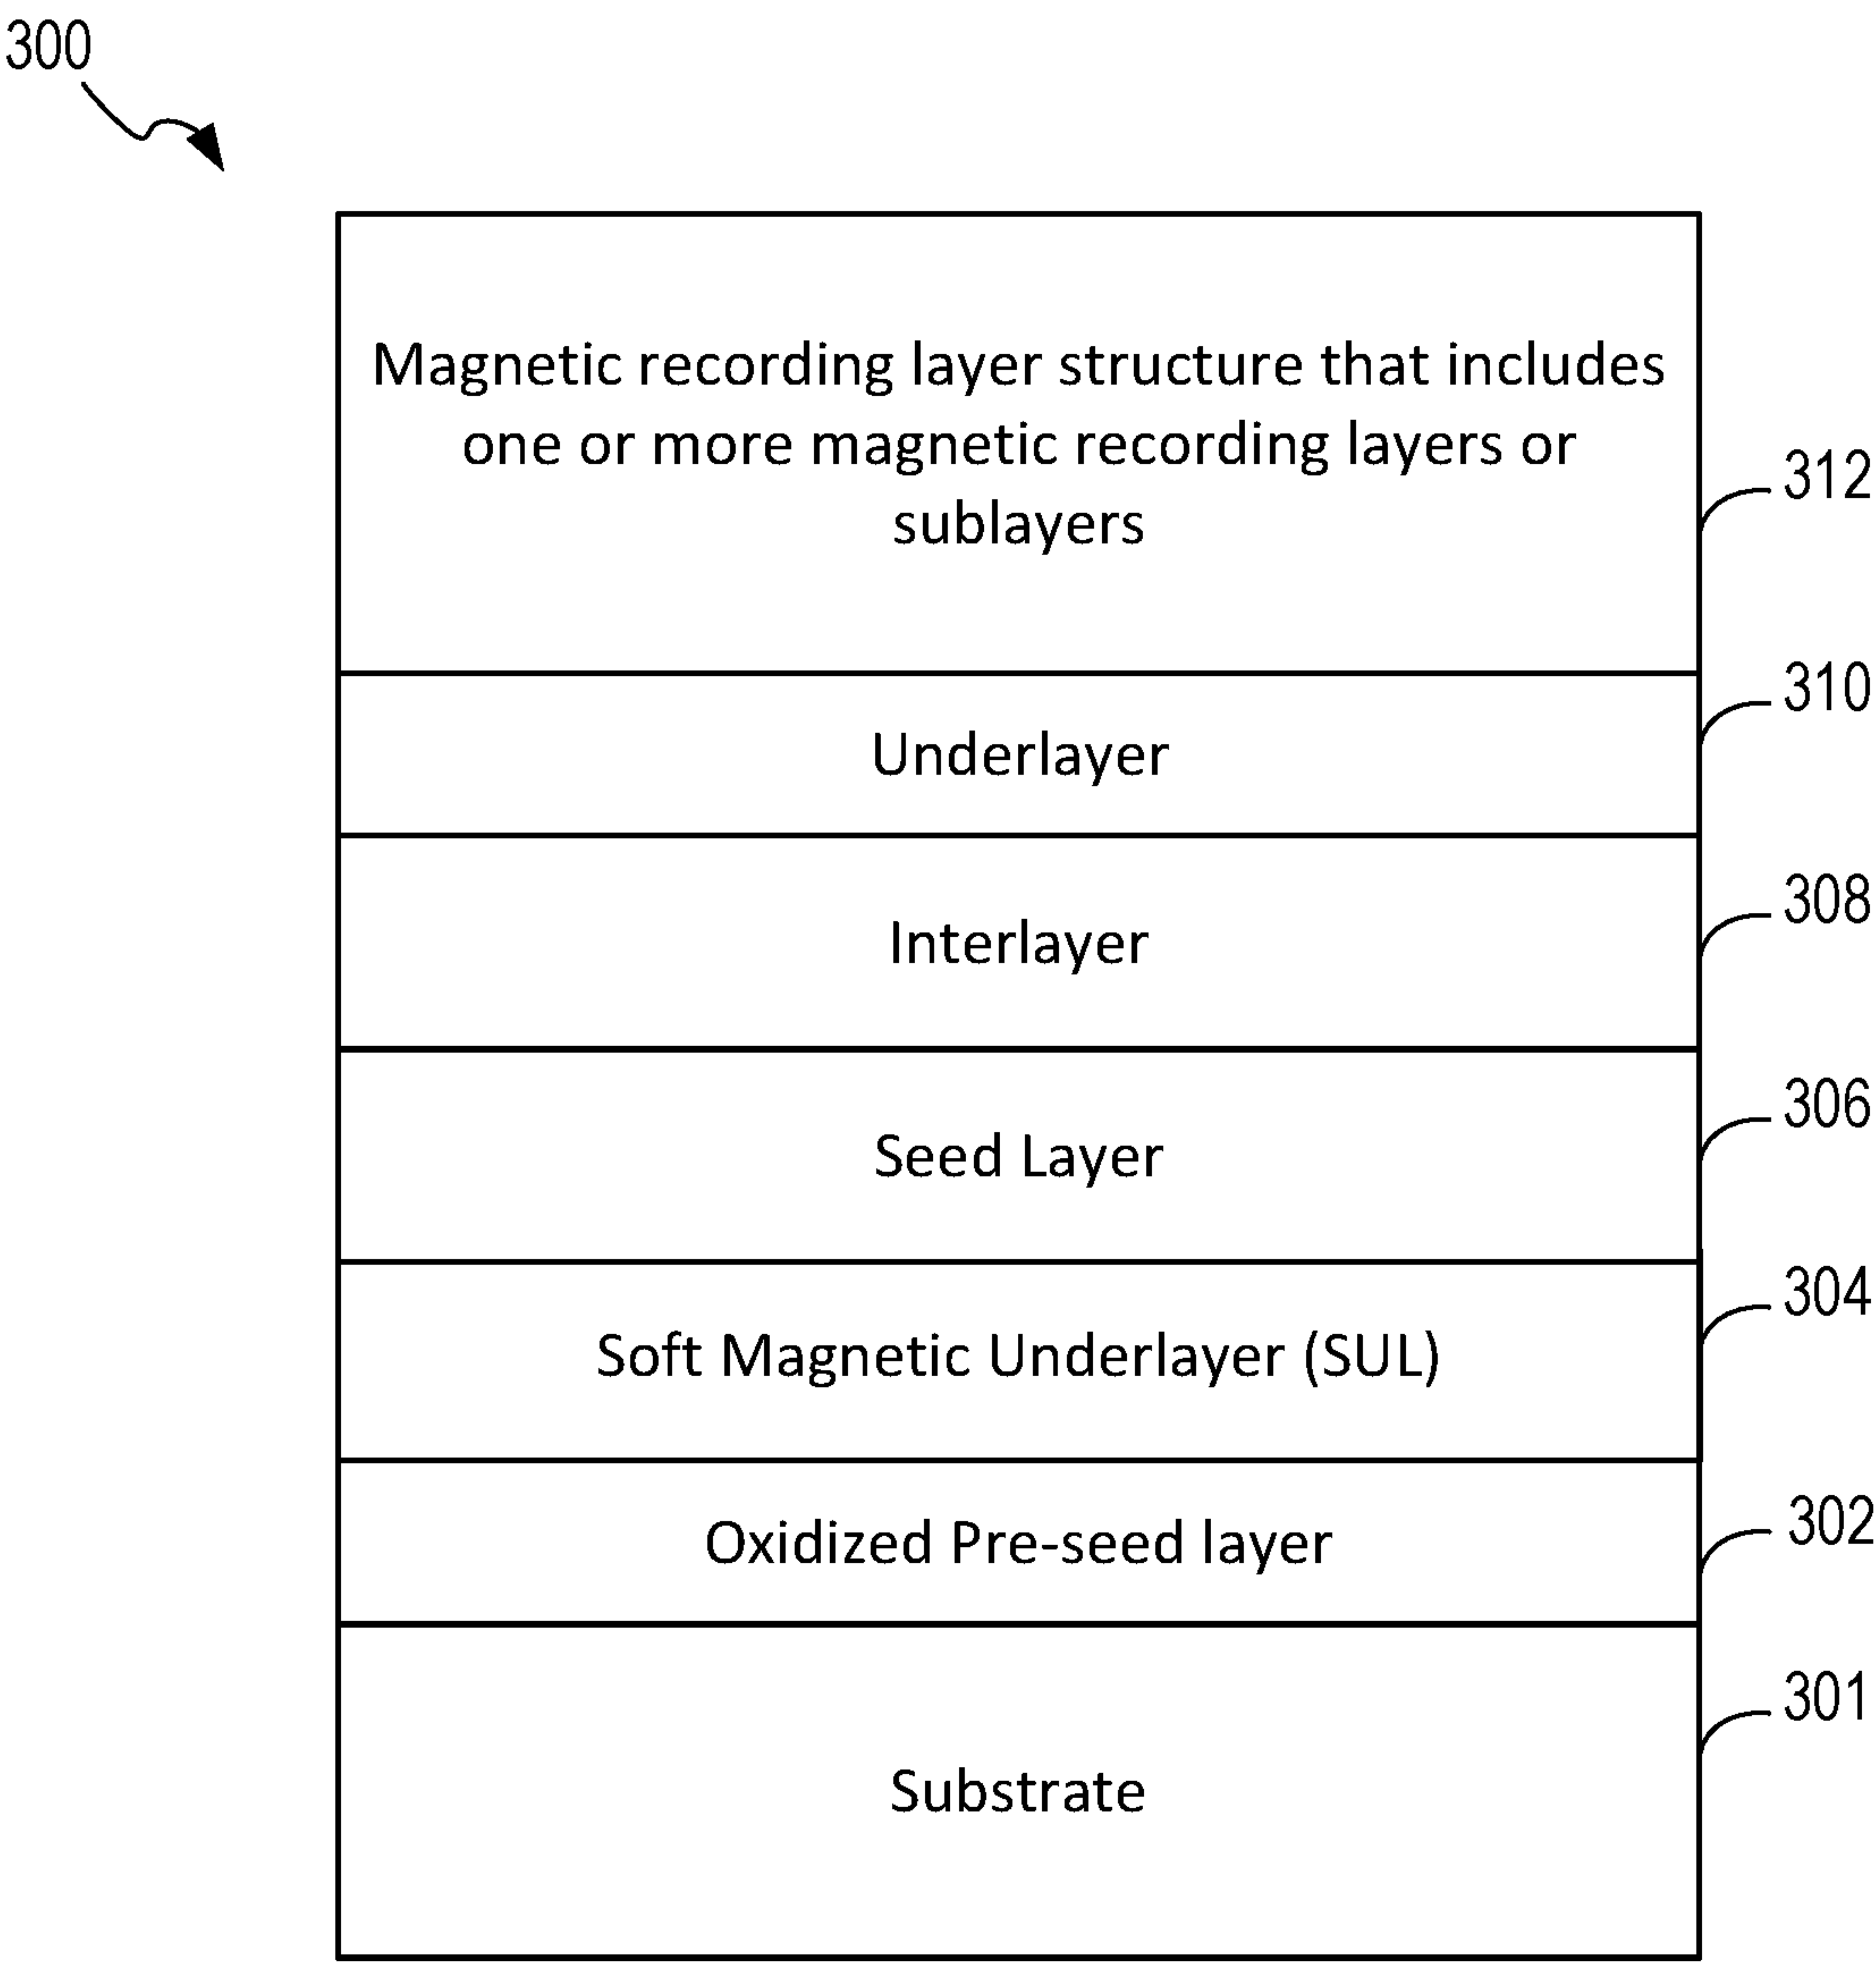 300
Magnetic recording layer structure that includes
one or more magnetic recording layers or
sublayers
312
Underlayer
310
Interlayer
308
Seed Layer
306
Soft Magnetic Underlayer (SUL)
304
Oxidized Pre-seed layer
302
Substrate
301